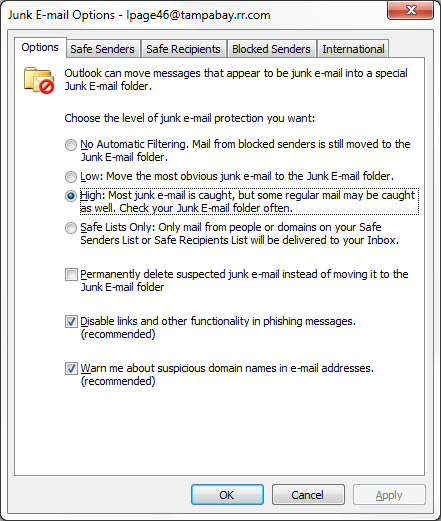 Junk E-mail Options - lpage46@tampabay.rr.com
Options
Safe Senders
Safe Recipients
Blocked Senders
International
Outlook can move messages that appear to be junk e-mail into a special
Junk E-mail folder.
Choose the level of junk e-mail protection you want:
No Automatic Filtering. Mail from blocked senders is still moved to the
Junk E-mail folder.
Low: Move the most obvious junk e-mail to the Junk E-mail folder.
High: Most junk e-mail is caught, but some regular mail may be caught
as well. Check your Junk E-mail folder often.
Safe Lists Only: Only mail from people or domains on your Safe
Senders List or Safe Recipients List will be delivered to your Inbox.
Permanently delete suspected junk e-mail instead of moving it to the
Junk E-mail folder
Disable links and other functionality in phishing messages.
(recommended)
Warn me about suspicious domain names in e-mail addresses.
(recommended)
OK
Cancel
Apply